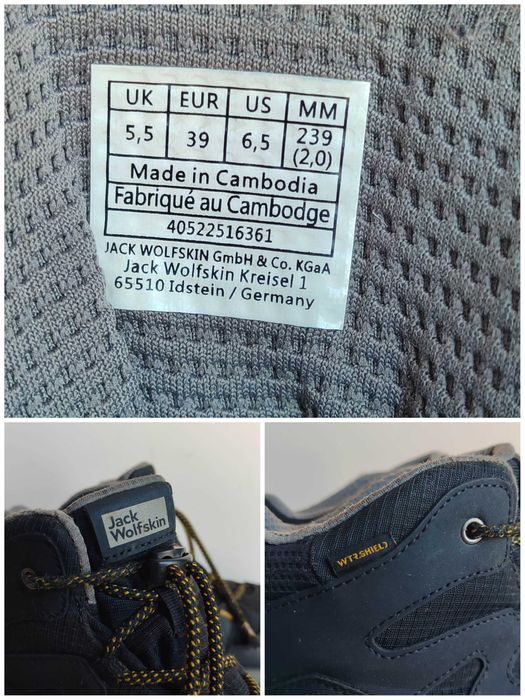 UK EUR US MM
5,5 39 6,5 239
(2,0)
Made in Cambodia
Fabriqué au Cambodge
40522516361
JACK WOLFSKIN GmbH & Co. KGaA
Jack Wolfskin Kreisel 1
65510 Idstein / Germany
Jack
Wolfskin
WTR.SHIELD